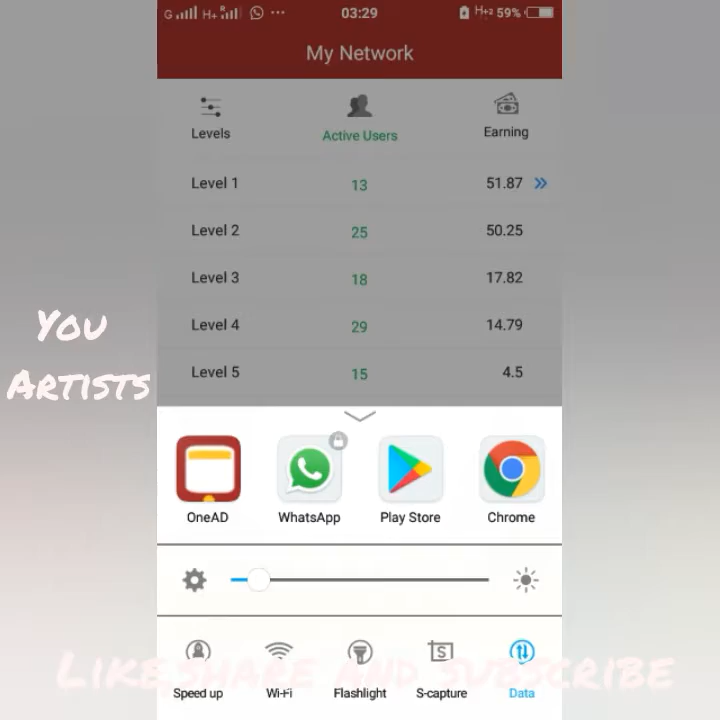 G H+ R ... 03:29 H+2 59%
My Network
Levels Active Users Earning
Level 1 13 51.87 »
Level 2 25 50.25
Level 3 18 17.82
Level 4 29 14.79
Level 5 15 4.5
You
Artists
OneAD WhatsApp Play Store Chrome
S
Like, share and subscribe
Speed up Wi-Fi Flashlight S-capture Data